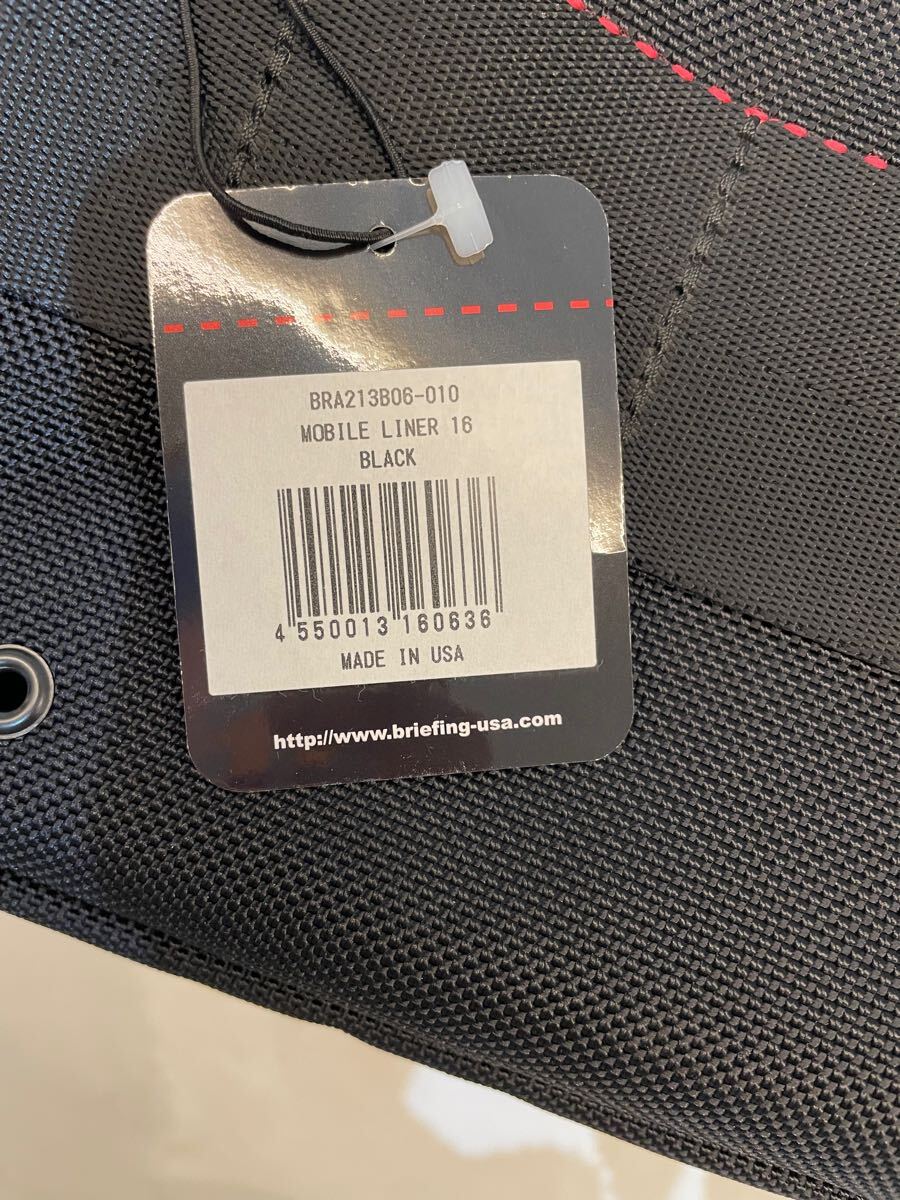 BRA213B06-010
MOBILE LINER 16
BLACK
4 550013 160636
MADE IN USA
http://www.briefing-usa.com